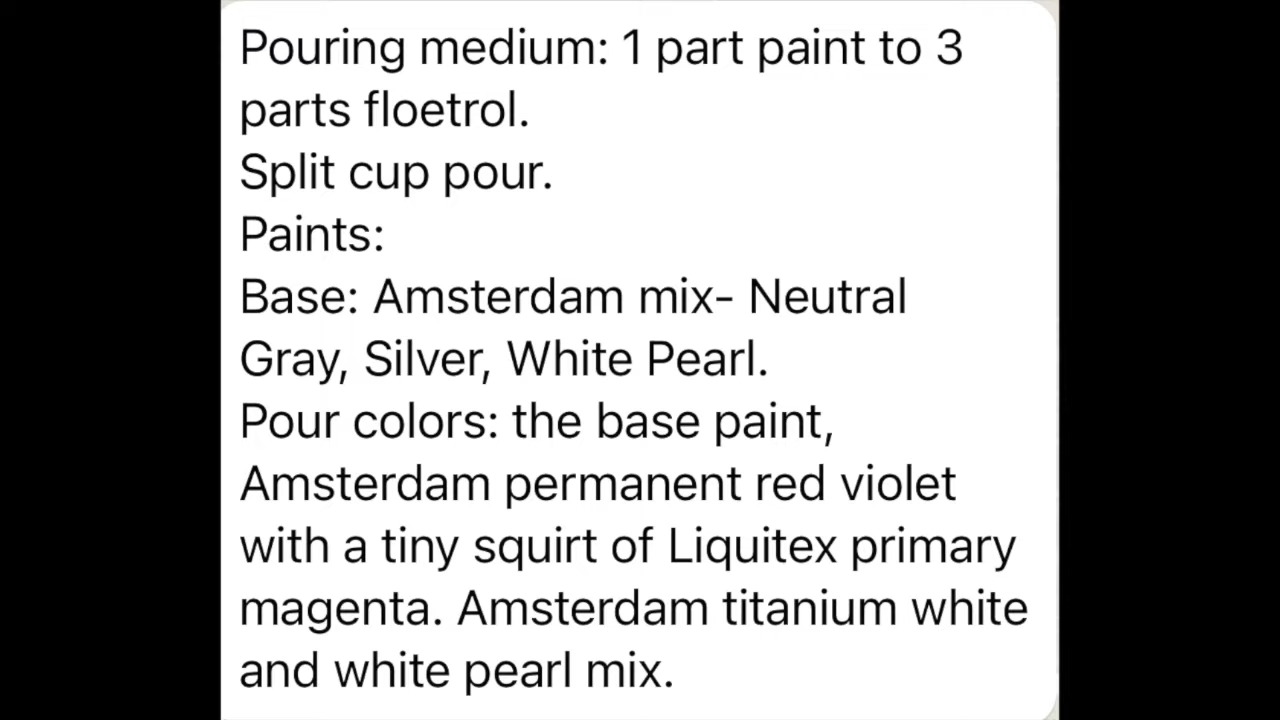 Pouring medium: 1 part paint to 3
parts floetrol.
Split cup pour.
Paints:
Base: Amsterdam mix- Neutral
Gray, Silver, White Pearl.
Pour colors: the base paint,
Amsterdam permanent red violet
with a tiny squirt of Liquitex primary
magenta. Amsterdam titanium white
and white pearl mix.